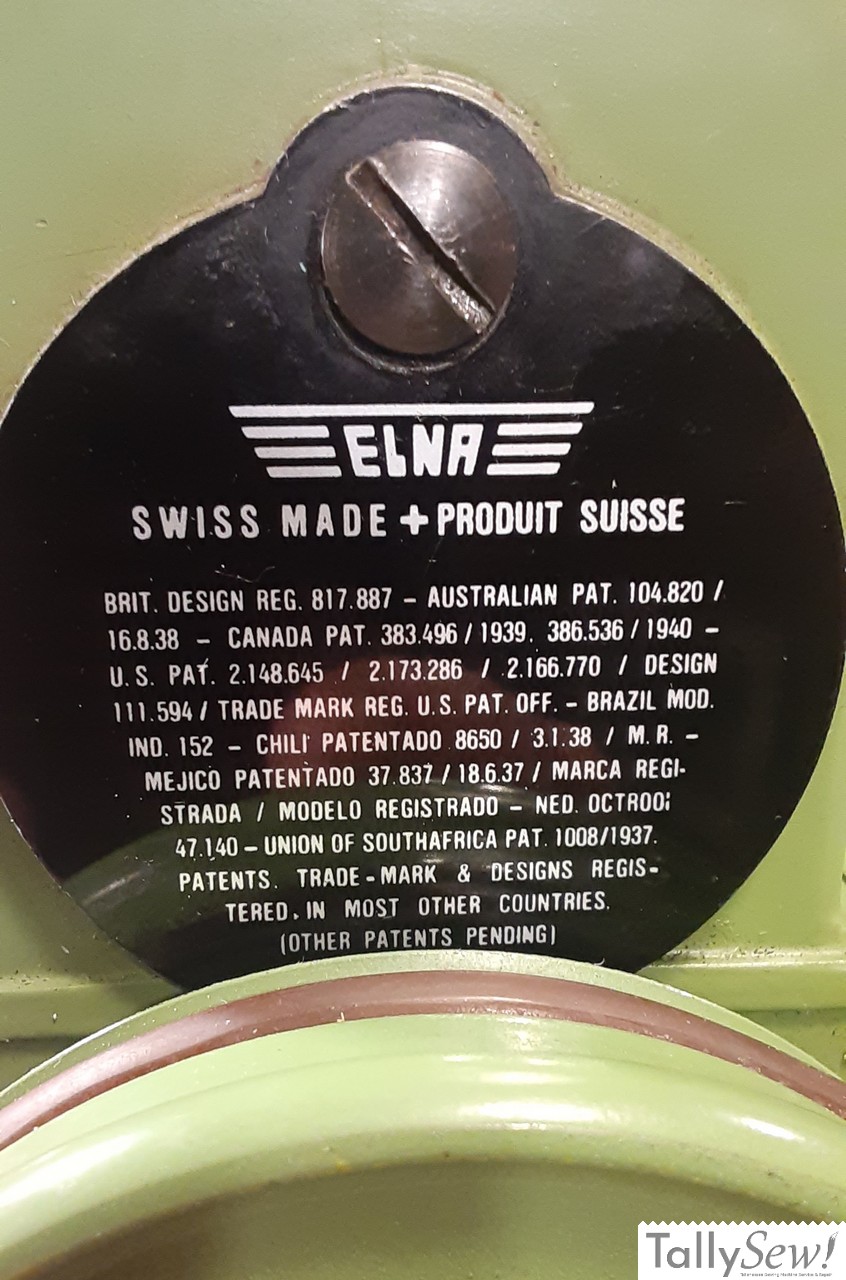 ELNA
SWISS MADE + PRODUIT SUISSE
BRIT. DESIGN REG. 817.887 – AUSTRALIAN PAT. 104.820 /
16.8.38 – CANADA PAT. 383.496 / 1939. 386.536 / 1940 –
U.S. PAT. 2.148.645 / 2.173.286 / 2.166.770 / DESIGN
111.594 / TRADE MARK REG. U.S. PAT. OFF. – BRAZIL MOD.
IND. 152 – CHILI PATENTADO 8650 / 3.1.38 / M.R. –
MEJICO PATENTADO 37.837 / 18.6.37 / MARCA REGI-
STRADA / MODELO REGISTRADO – NED. OCTROOI
47.140 – UNION OF SOUTHAFRICA PAT. 1008/1937.
PATENTS. TRADE-MARK & DESIGNS REGIS-
TERED. IN MOST OTHER COUNTRIES.
(OTHER PATENTS PENDING)
TallySew!